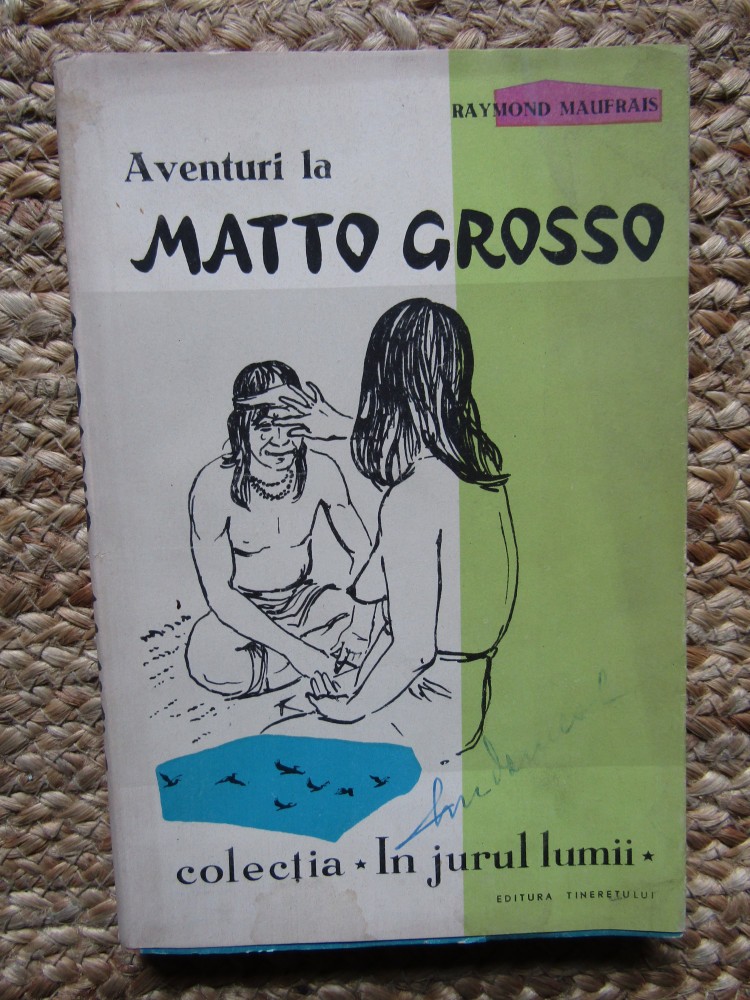 RAYMOND MAUFRAIS
Aventuri la
MATTO GROSSO
colecția ★ In jurul lumii ★
EDITURA TINERETULUI